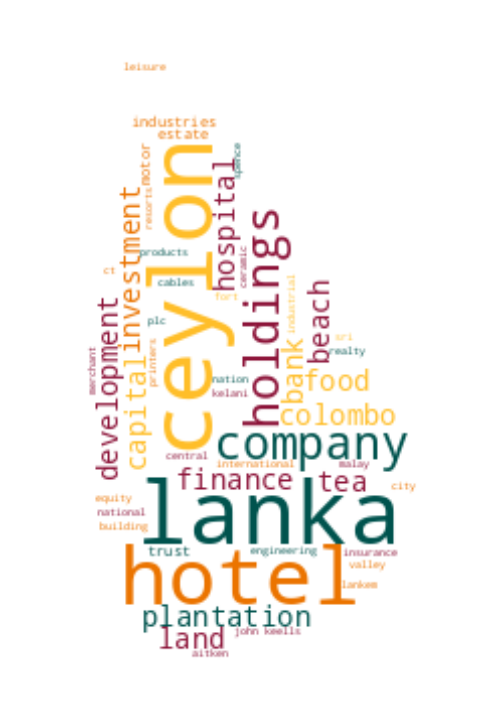 leisure
industries
estate
motor
spence
ceylon
hospital
resorts
investment
holdings
products
ceramic
ct
cables
fort
industrial
beach
plc
development
sri
bank
printers
realty
merchant
capital
nation
food
kelani
colombo
company
central
international
malay
finance
tea
lanka
city
equity
national
building
trust
engineering
insurance
hotel
valley
lankem
plantation
land
john keells
aitken